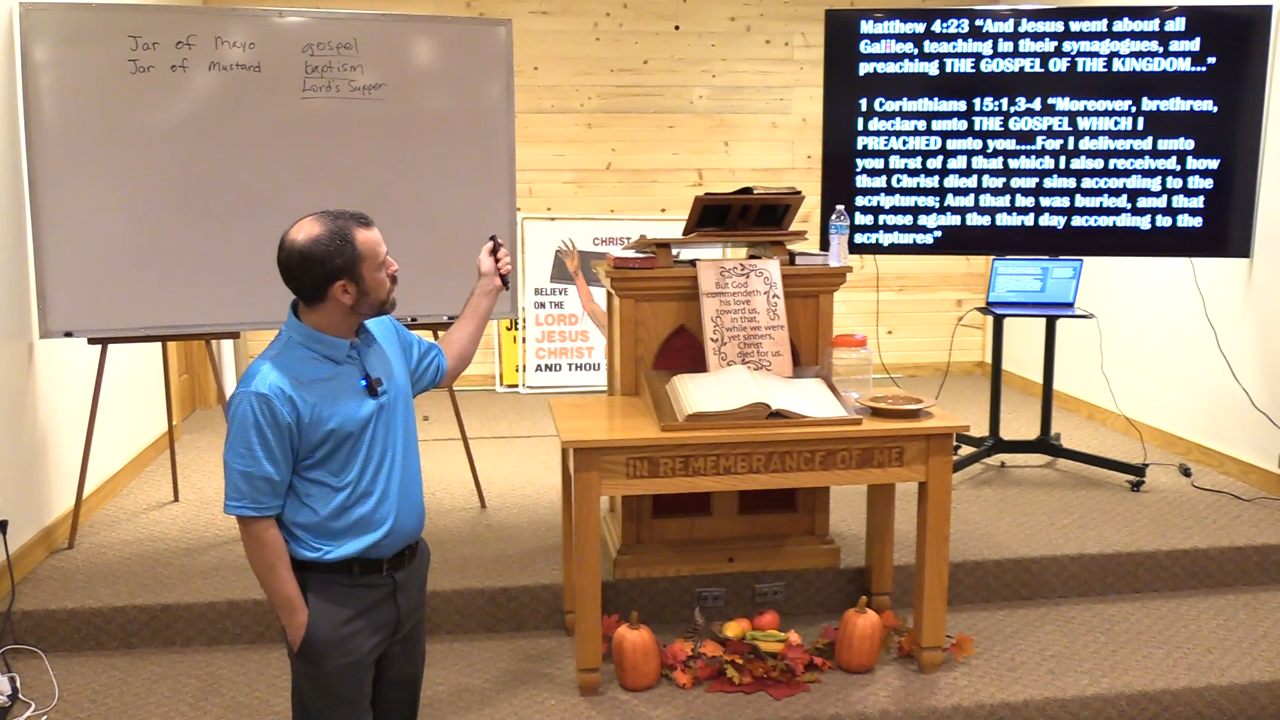 Jar of Mayo
Jar of Mustard
gospel
baptism
Lord's Supper
Matthew 4:23 "And Jesus went about all
Galilee, teaching in their synagogues, and
preaching THE GOSPEL OF THE KINGDOM..."
1 Corinthians 15:1,3-4 "Moreover, brethren,
I declare unto THE GOSPEL WHICH I
PREACHED unto you....For I delivered unto
you first of all that which I also received, how
that Christ died for our sins according to the
scriptures; And that he was buried, and that
he rose again the third day according to the
scriptures"
CHRIST
BELIEVE
ON THE
LORD
JESUS
CHRIST
AND THOU
But God
commendeth
his love
toward us,
in that,
while we were
yet sinners,
Christ
died for us.
IN REMEMBRANCE OF ME